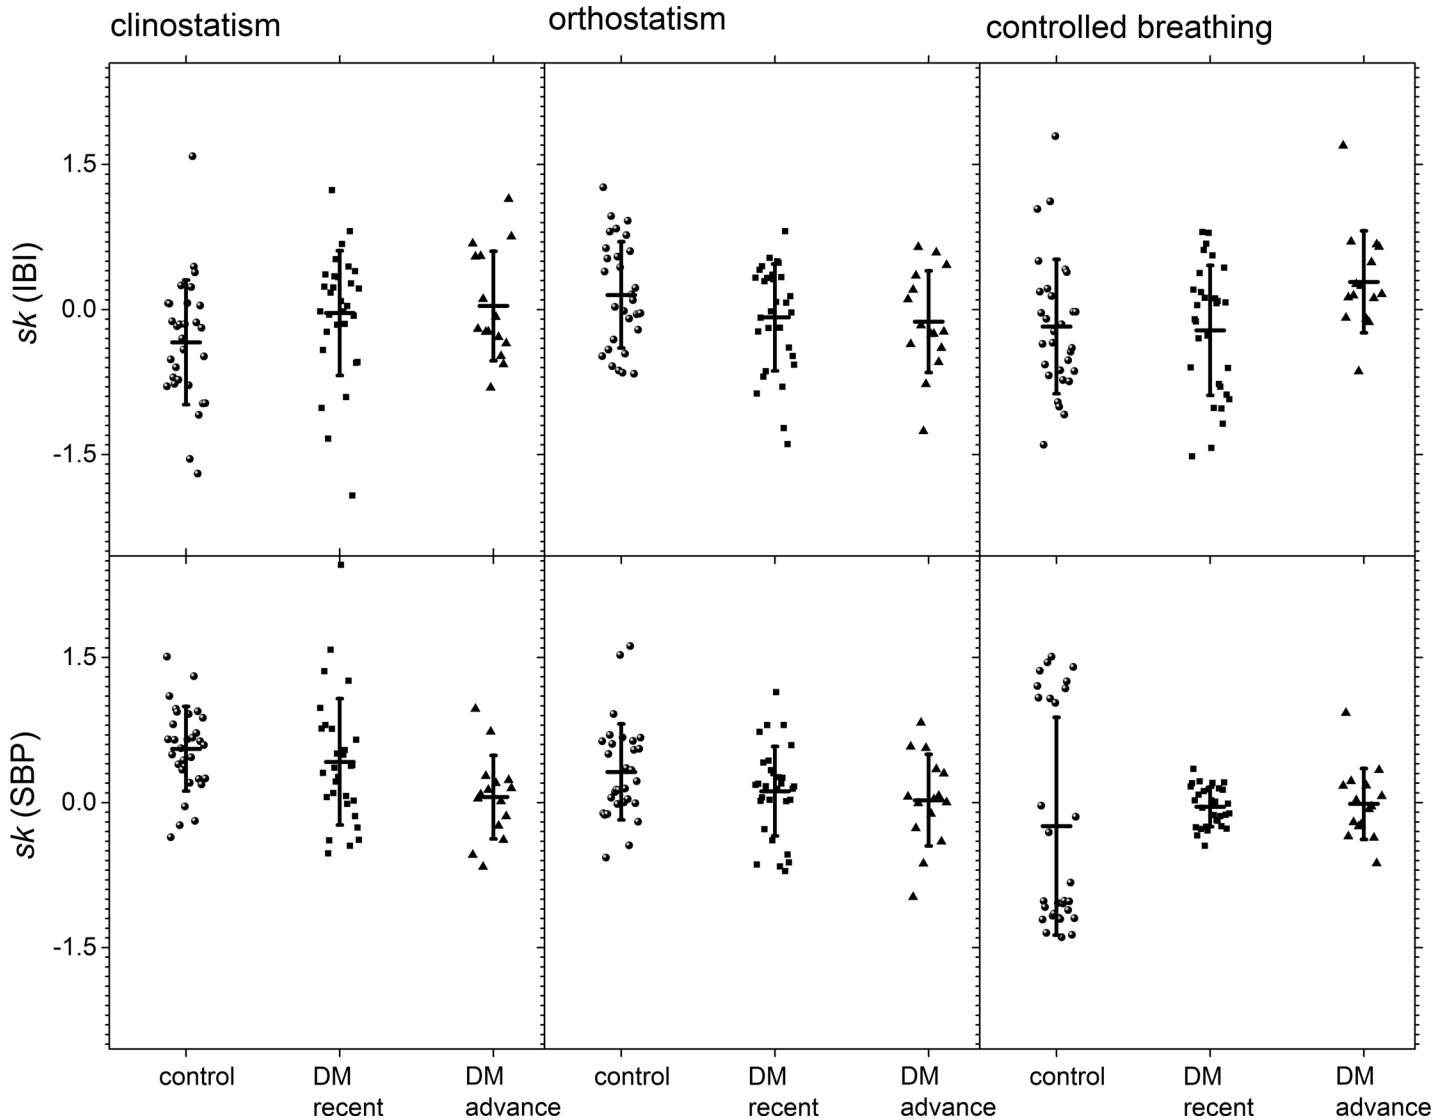 clinostatism
orthostatism
controlled breathing
sk (IBI)
1.5
0.0
-1.5
sk (SBP)
1.5
0.0
-1.5
control
DM
recent
DM
advance
control
DM
recent
DM
advance
control
DM
recent
DM
advance